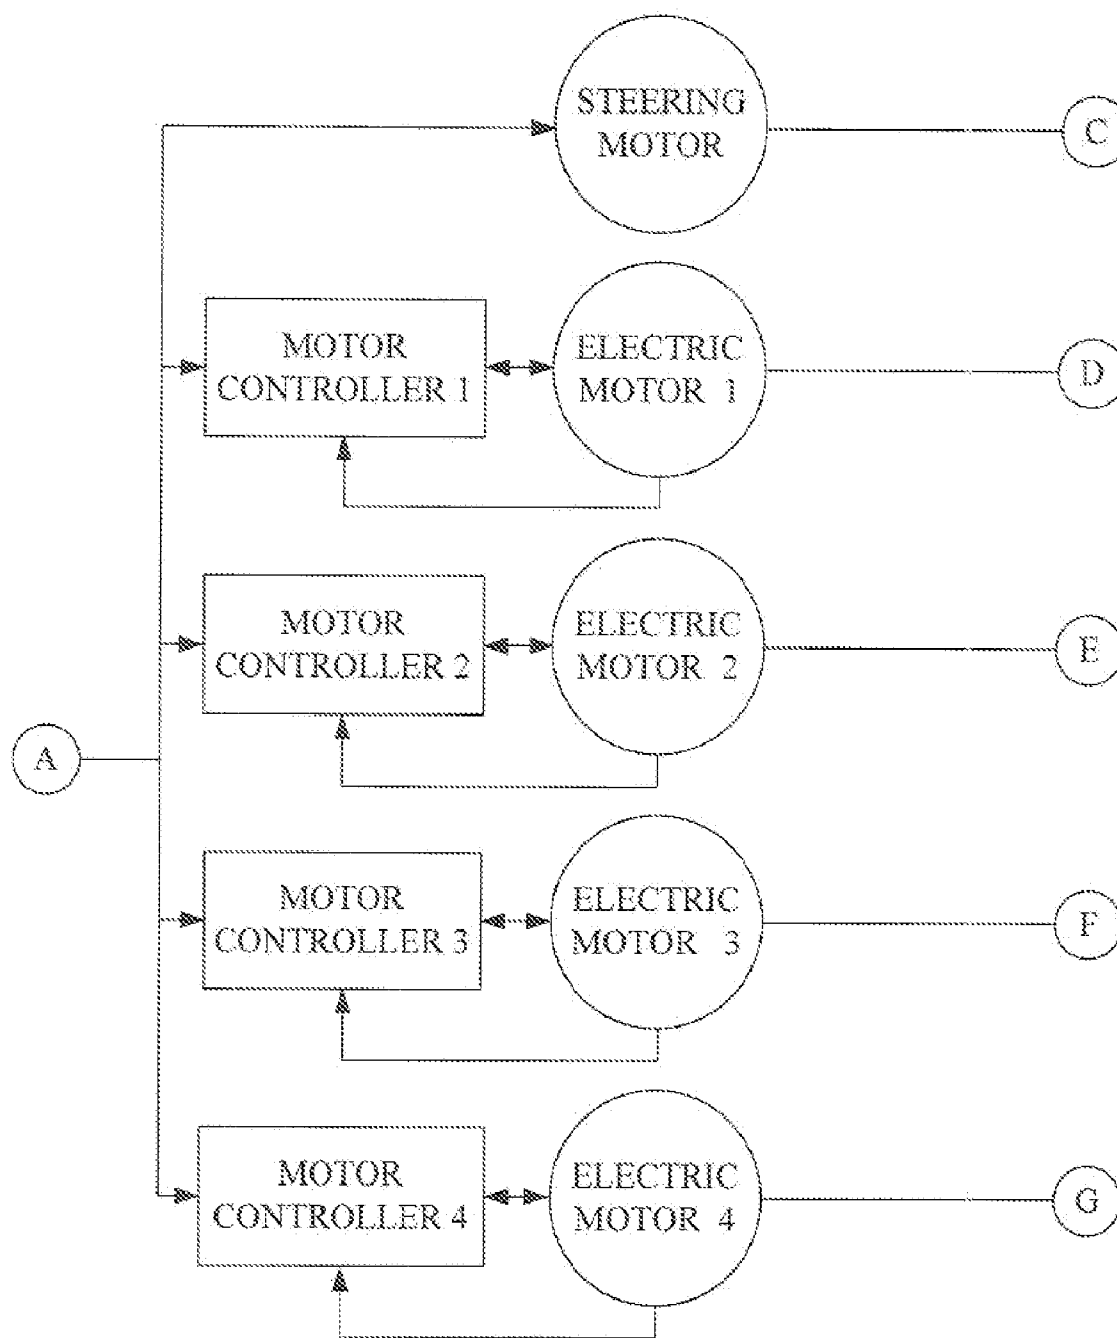 STEERING
MOTOR
C
MOTOR
CONTROLLER 1
ELECTRIC
MOTOR 1
D
MOTOR
CONTROLLER 2
ELECTRIC
MOTOR 2
E
A
MOTOR
CONTROLLER 3
ELECTRIC
MOTOR 3
F
MOTOR
CONTROLLER 4
ELECTRIC
MOTOR 4
G